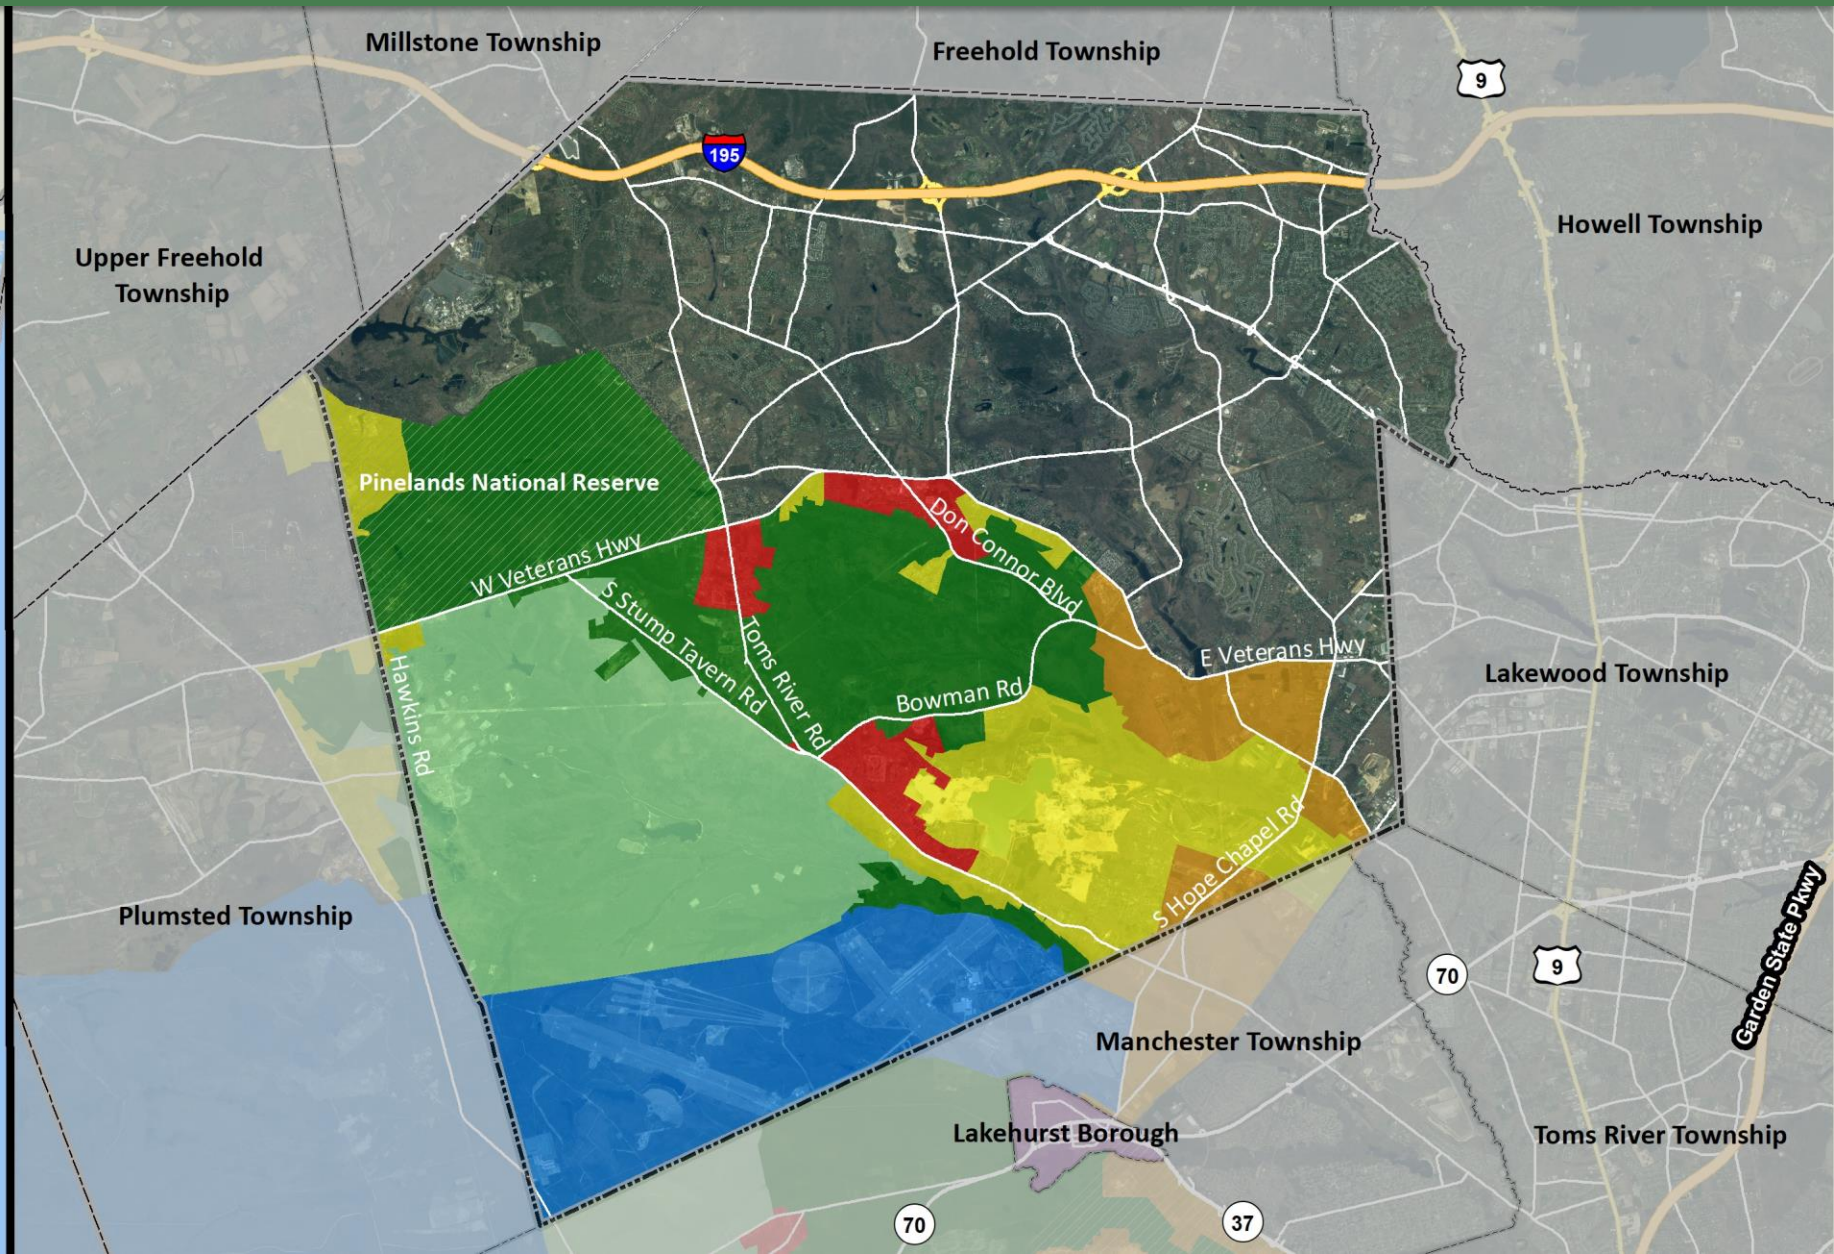 Millstone Township
Freehold Township
9
195
Howell Township
Upper Freehold
Township
Pinelands National Reserve
Don Connor Blvd
W Veterans Hwy
S Stump Tavern Rd
Toms River Rd
E Veterans Hwy
Hawkins Rd
Bowman Rd
Lakewood Township
S Hope Chapel Rd
Plumsted Township
Garden State Pkwy
70
9
Manchester Township
Lakehurst Borough
Toms River Township
70
37